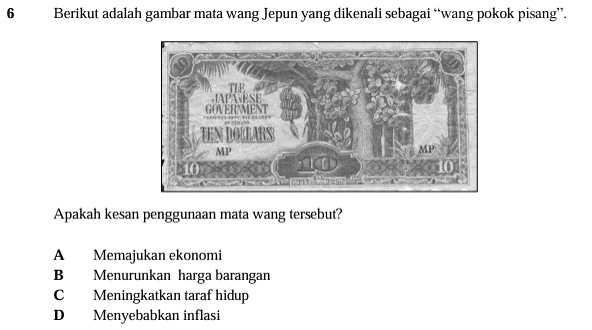 6 Berikut adalah gambar mata wang Jepun yang dikenali sebagai “wang pokok pisang”.
THE
JAPANESE
GOVERNMENT
TEN DOLLARS
MP MP
10 10 10
Apakah kesan penggunaan mata wang tersebut?
A Memajukan ekonomi
B Menurunkan harga barangan
C Meningkatkan taraf hidup
D Menyebabkan inflasi